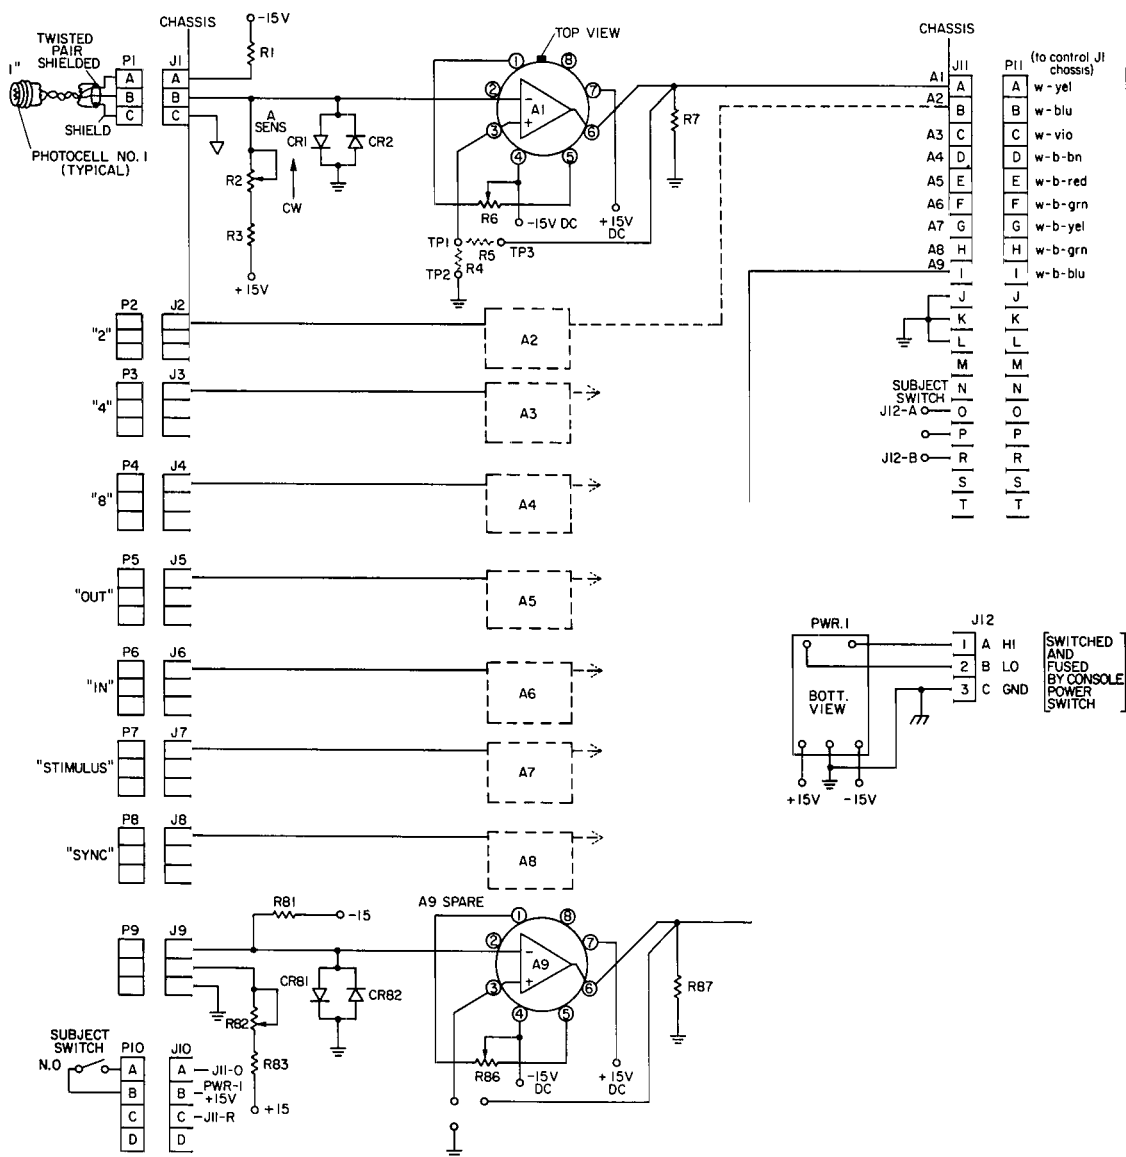 CHASSIS
-15V
R1
TWISTED
PAIR
SHIELDED
P1
J1
1"
A
B
C
A
B
C
SHIELD
PHOTOCELL NO. 1
(TYPICAL)
A
SENS
R2
CW
R3
+15V
CR1
CR2
TOP VIEW
1
8
2
7
A1
-
+
3
6
4
5
R6
-15V DC
+15V
DC
TP1
R5
TP3
R4
TP2
R7
CHASSIS
J11
P11
(to control J1
chassis)
A1 A A w-yel
A2 B B w-blu
A3 C C w-vio
A4 D D w-b-bn
A5 E E w-b-red
A6 F F w-b-grn
A7 G G w-b-yel
A8 H H w-b-grn
A9 I I w-b-blu
J J
K K
L L
M M
SUBJECT
SWITCH
N N
J12-A O O
P P
J12-B R R
S S
T T
P2 J2
"2"
A2
P3 J3
"4"
A3
P4 J4
"8"
A4
P5 J5
"OUT"
A5
P6 J6
"IN"
A6
P7 J7
"STIMULUS"
A7
P8 J8
"SYNC"
A8
PWR.1
J12
1 A HI
2 B LO
3 C GND
SWITCHED
AND
FUSED
BY CONSOLE
POWER
SWITCH
BOTT.
VIEW
+15V
-15V
R81
-15
A9 SPARE
P9 J9
1
8
2
7
A9
-
+
3
6
4
5
CR81
CR82
R82
R83
+15
R86
-15V
DC
+15V
DC
R87
SUBJECT
SWITCH
N.O
P10 J10
A A J11-O
B B PWR-1
+15V
C C J11-R
D D